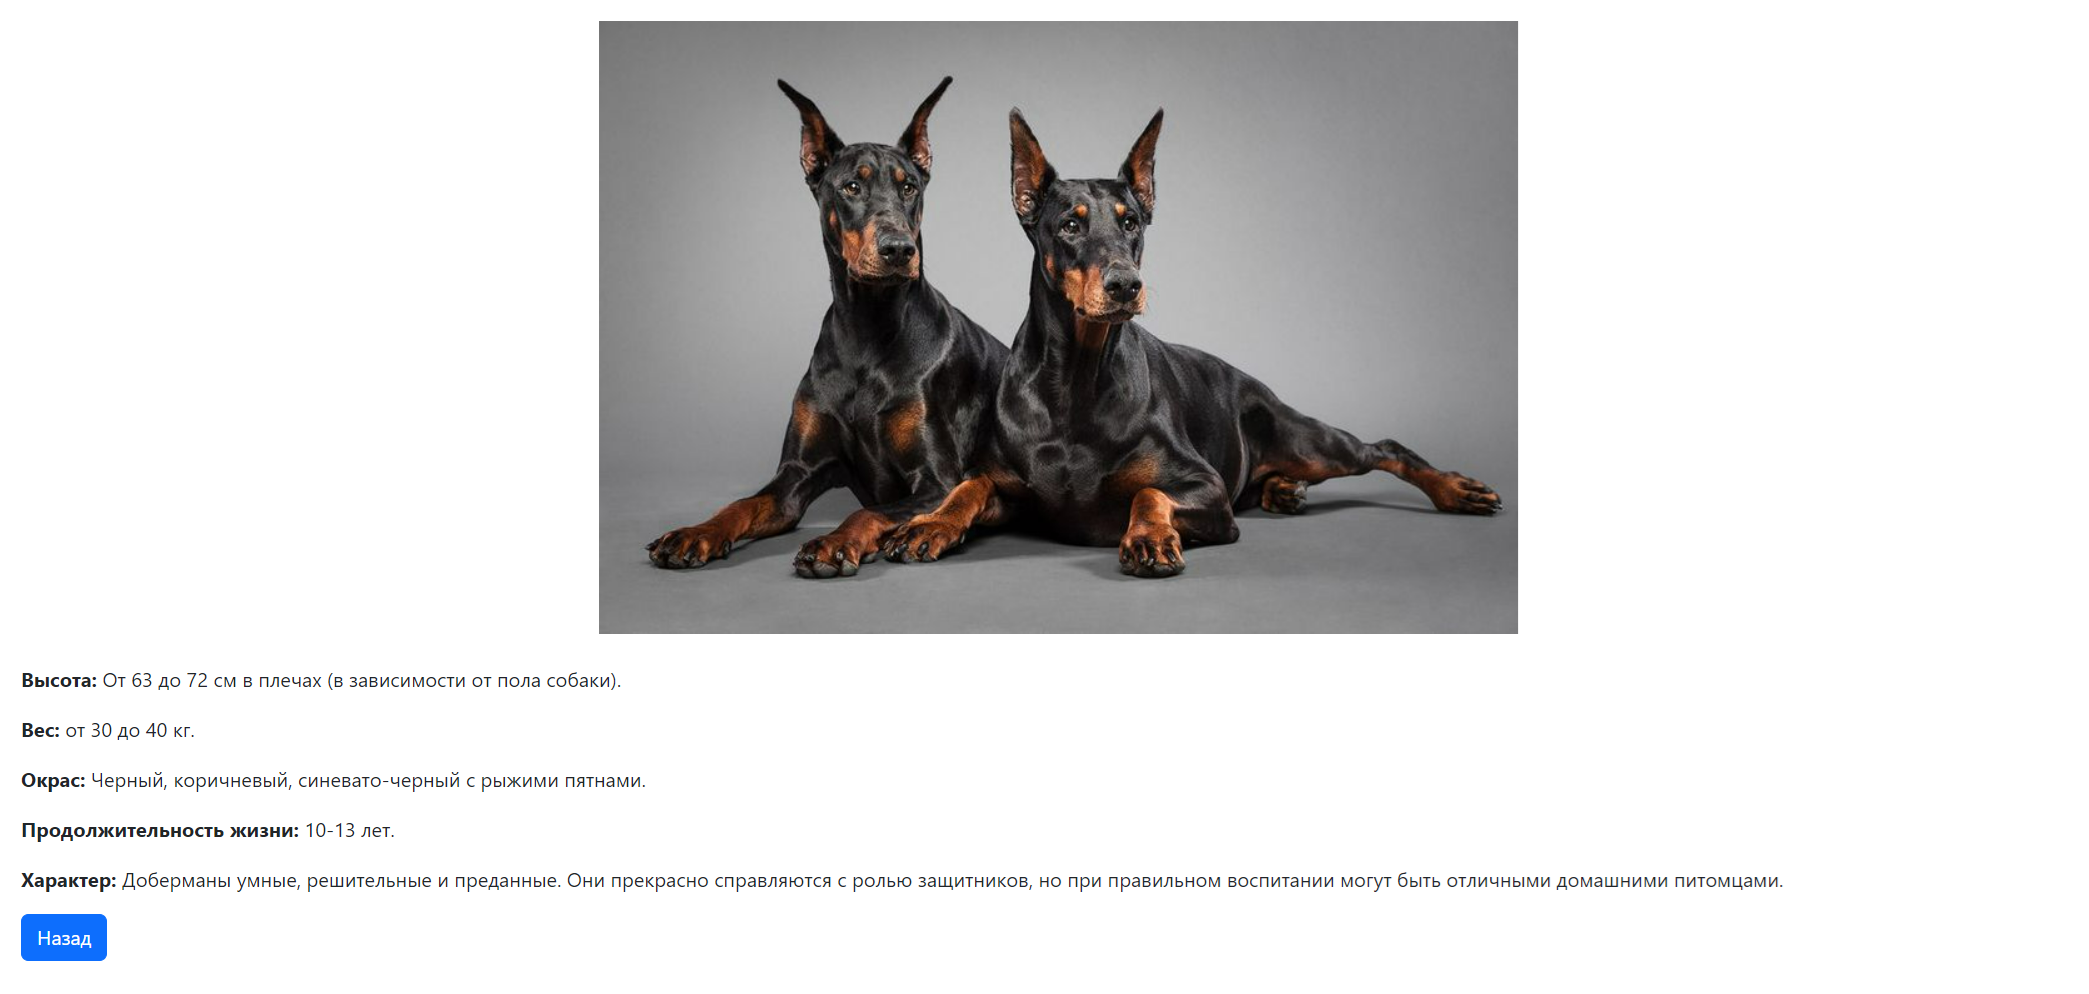 Высота: От 63 до 72 см в плечах (в зависимости от пола собаки).
Вес: от 30 до 40 кг.
Окрас: Черный, коричневый, синевато-черный с рыжими пятнами.
Продолжительность жизни: 10-13 лет.
Характер: Доберманы умные, решительные и преданные. Они прекрасно справляются с ролью защитников, но при правильном воспитании могут быть отличными домашними питомцами.
Назад